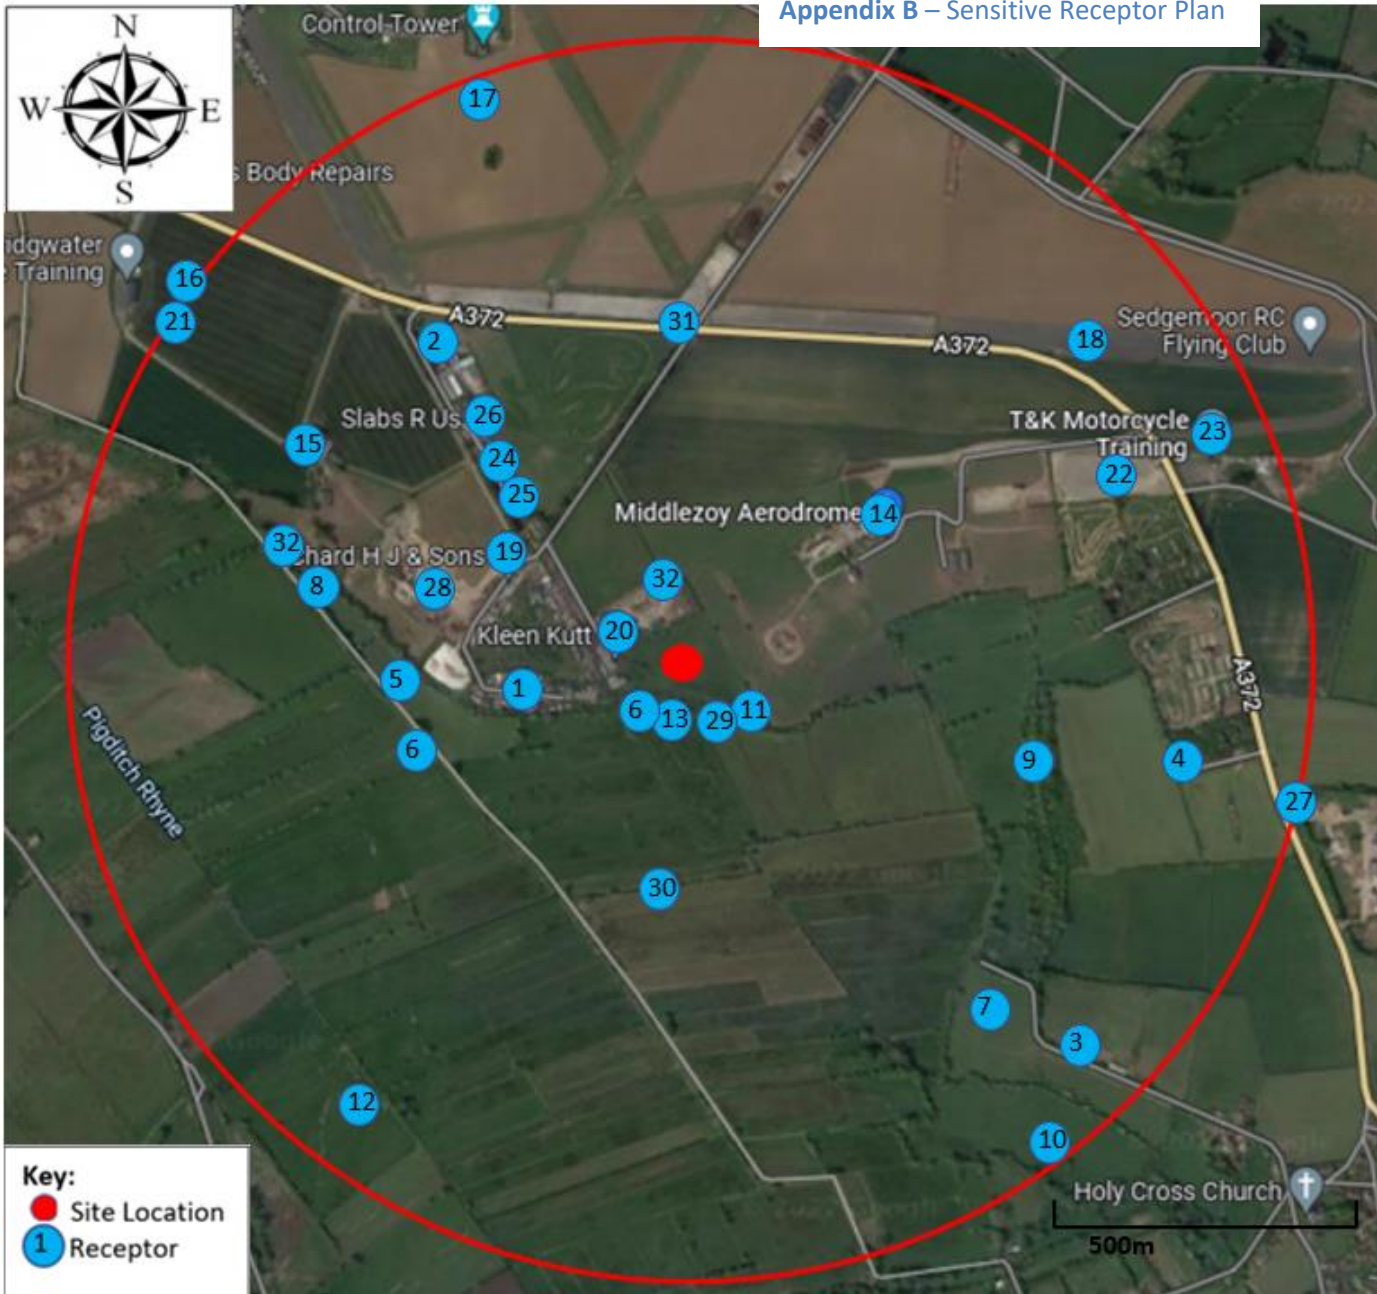 Appendix B – Sensitive Receptor Plan
N
W E
S
Control Tower
17
s Body Repairs
idgwater
e Training
16
21
A372
2
31
A372
18
Sedgemoor RC
Flying Club
Slabs R Us
26
15
24
25
T&K Motorcycle
Training
23
22
Middlezoy Aerodrome
14
32
chard H J & Sons
19
8
28
32
Kleen Kutt
20
5
1
6
13
29
11
A372
6
9
4
27
Pigditch Rhyne
30
7
3
12
10
Holy Cross Church
500m
Key:
Site Location
1 Receptor